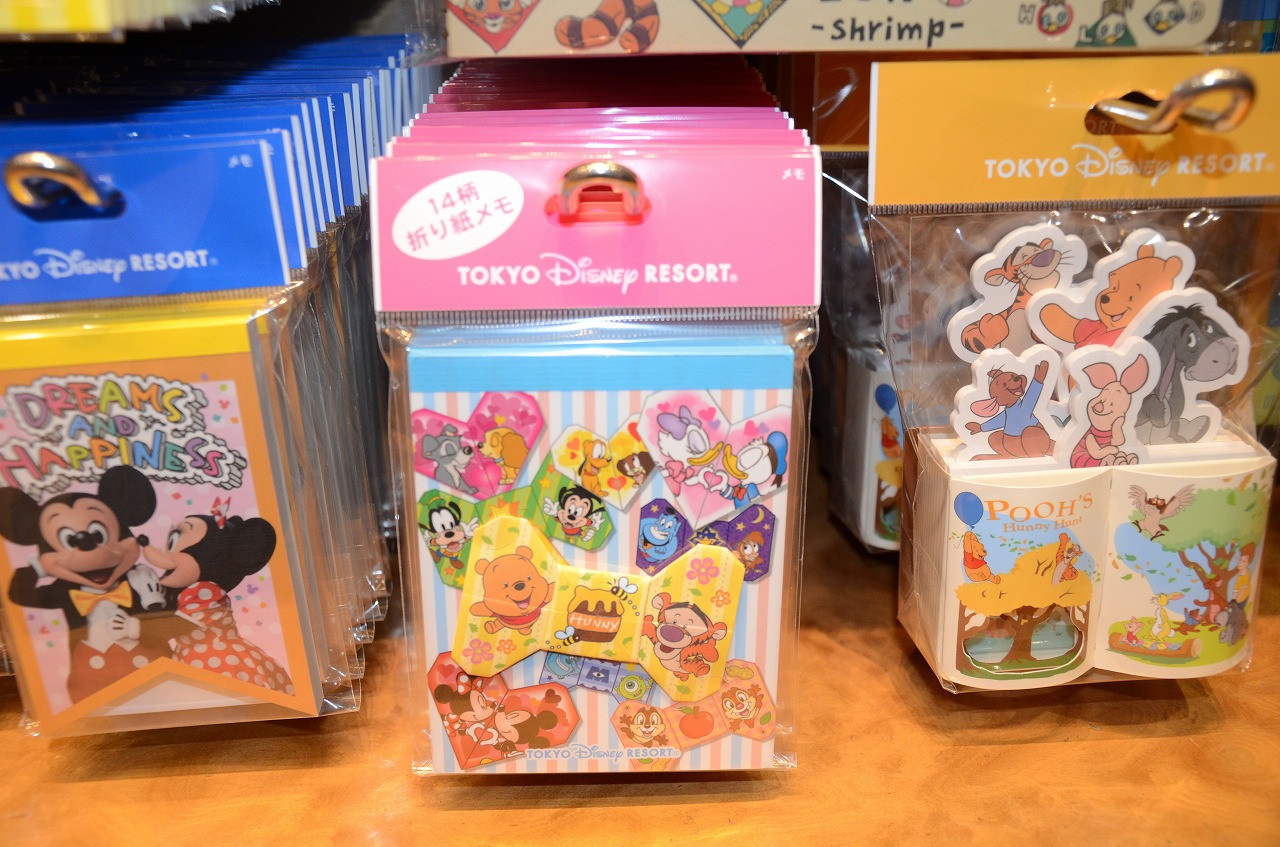 -shrimp-
メモ
KYO Disney RESORT®
DREAMS
AND
HAPPINESS
メモ
14柄
折り紙メモ
TOKYO Disney RESORT®
HUNNY
TOKYO Disney RESORT®
TOKYO Disney RESORT®
POOH'S
Hunny Hunt